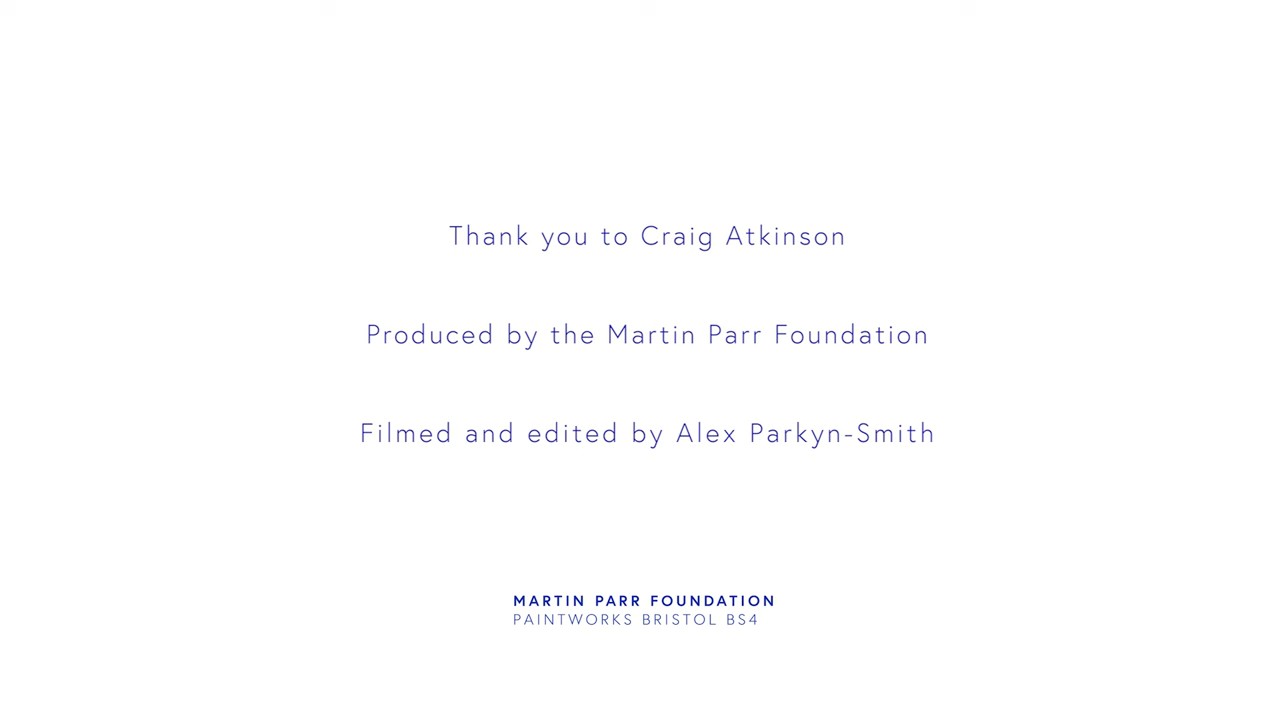 Thank you to Craig Atkinson
Produced by the Martin Parr Foundation
Filmed and edited by Alex Parkyn-Smith
MARTIN PARR FOUNDATION
PAINTWORKS BRISTOL BS4